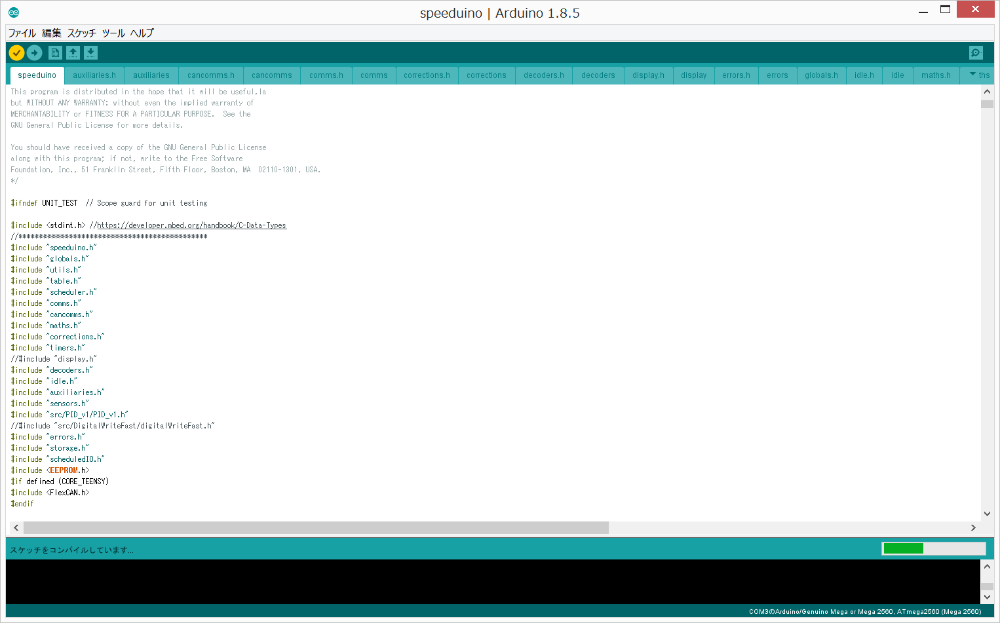 speeduino | Arduino 1.8.5
ファイル 編集 スケッチ ツール ヘルプ
speeduino auxiliaries.h auxiliaries cancomms.h cancomms comms.h comms corrections.h corrections decoders.h decoders display.h display errors.h errors globals.h idle.h idle maths.h ths
This program is distributed in the hope that it will be useful,la
but WITHOUT ANY WARRANTY; without even the implied warranty of
MERCHANTABILITY or FITNESS FOR A PARTICULAR PURPOSE.  See the
GNU General Public License for more details.
You should have received a copy of the GNU General Public License
along with this program; if not, write to the Free Software
Foundation, Inc., 51 Franklin Street, Fifth Floor, Boston, MA  02110-1301, USA.
*/
#ifndef UNIT_TEST  // Scope guard for unit testing
#include <stdint.h> //https://developer.mbed.org/handbook/C-Data-Types
//************************************************
#include "speeduino.h"
#include "globals.h"
#include "utils.h"
#include "table.h"
#include "scheduler.h"
#include "comms.h"
#include "cancomms.h"
#include "maths.h"
#include "corrections.h"
#include "timers.h"
//#include "display.h"
#include "decoders.h"
#include "idle.h"
#include "auxiliaries.h"
#include "sensors.h"
#include "src/PID_v1/PID_v1.h"
//#include "src/DigitalWriteFast/digitalWriteFast.h"
#include "errors.h"
#include "storage.h"
#include "scheduledIO.h"
#include <EEPROM.h>
#if defined (CORE_TEENSY)
#include <FlexCAN.h>
#endif
スケッチをコンパイルしています...
COM3のArduino/Genuino Mega or Mega 2560, ATmega2560 (Mega 2560)